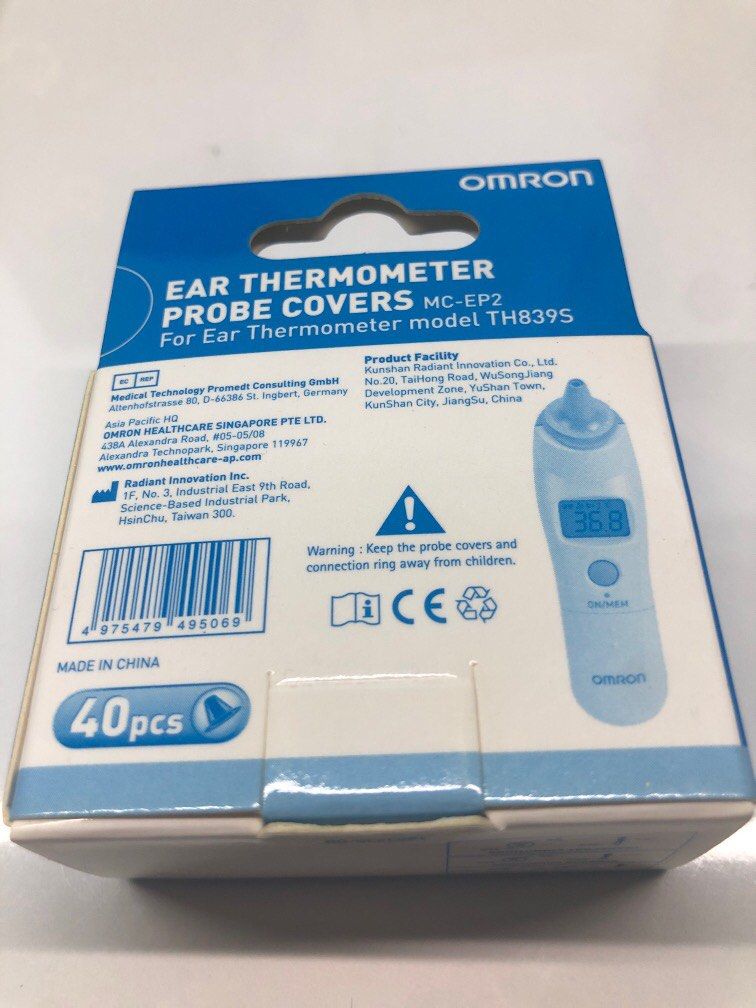 OMRON
EAR THERMOMETER
PROBE COVERS MC-EP2
For Ear Thermometer model TH839S
EC REP
Medical Technology Promedt Consulting GmbH
Altenhofstrasse 80, D-66386 St. Ingbert, Germany
Asia Pacific HQ
OMRON HEALTHCARE SINGAPORE PTE LTD.
438A Alexandra Road, #05-05/08
Alexandra Technopark, Singapore 119967
www.omronhealthcare-ap.com
Radiant Innovation Inc.
1F, No. 3, Industrial East 9th Road,
Science-Based Industrial Park,
HsinChu, Taiwan 300.
Product Facility
Kunshan Radiant Innovation Co., Ltd.
No.20, TaiHong Road, WuSongJiang
Development Zone, YuShan Town,
KunShan City, JiangSu, China
36.8
ON/MEM
OMRON
Warning : Keep the probe covers and
connection ring away from children.
CE
4 975479 495069
MADE IN CHINA
40pcs